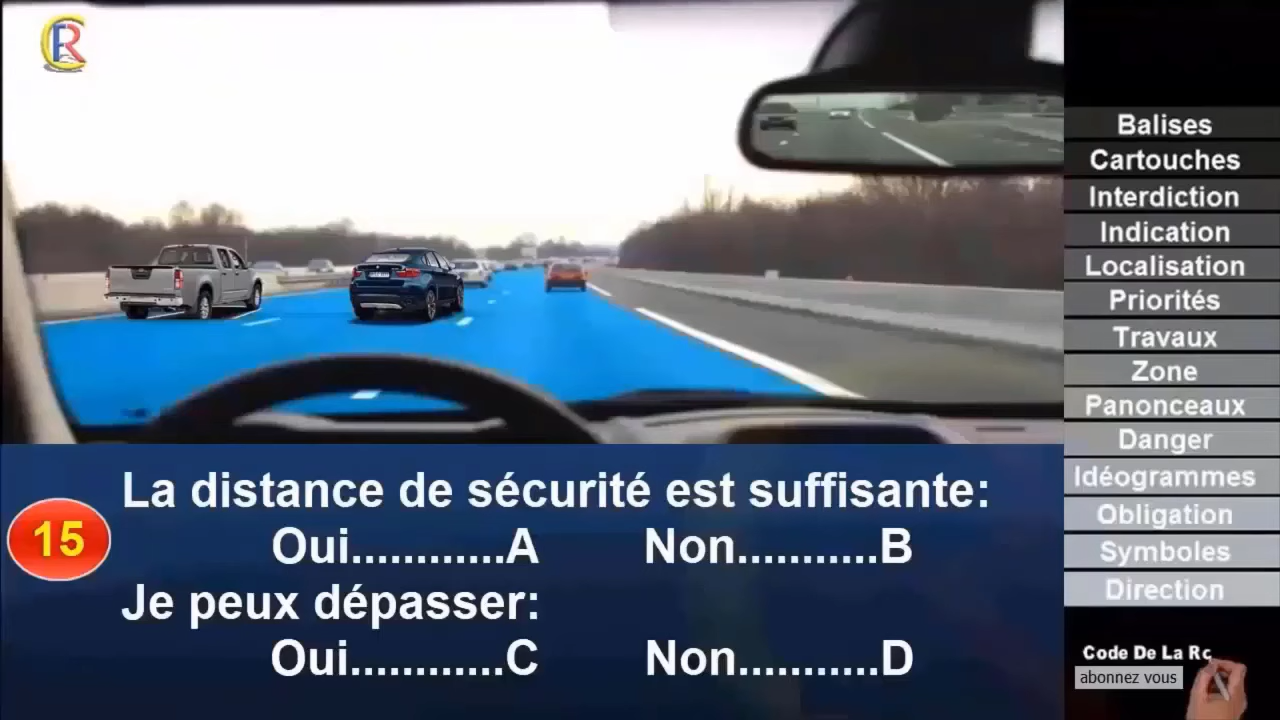 La distance de sécurité est suffisante:
Oui............A Non...........B
15
Je peux dépasser:
Oui............C Non...........D
Balises
Cartouches
Interdiction
Indication
Localisation
Priorités
Travaux
Zone
Panonceaux
Danger
Idéogrammes
Obligation
Symboles
Direction
Code De La
abonnez vous